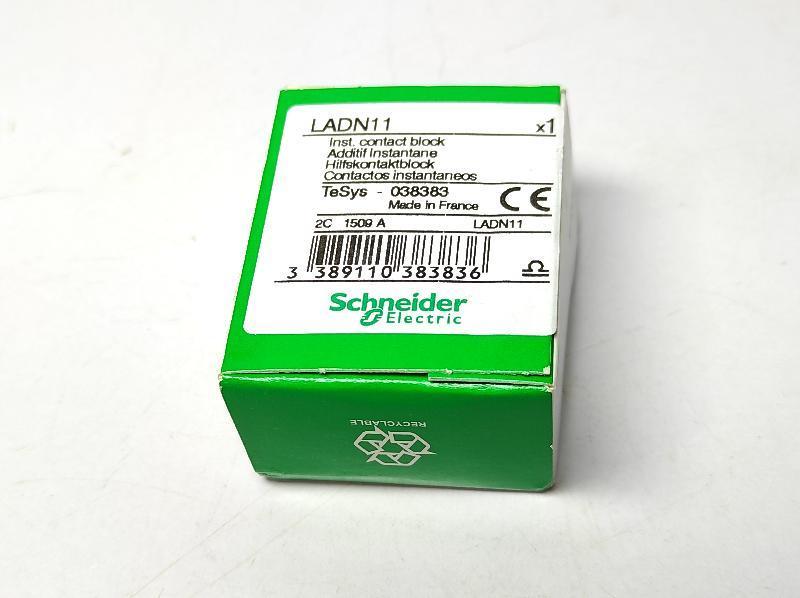 LADN11 x1
Inst. contact block
Additif instantane
Hilfskontaktblock
Contactos instantaneos
TeSys - 038383
Made in France
CE
2C 1509 A LADN11
3 389110 383836
Schneider
Electric
RECYCLABLE